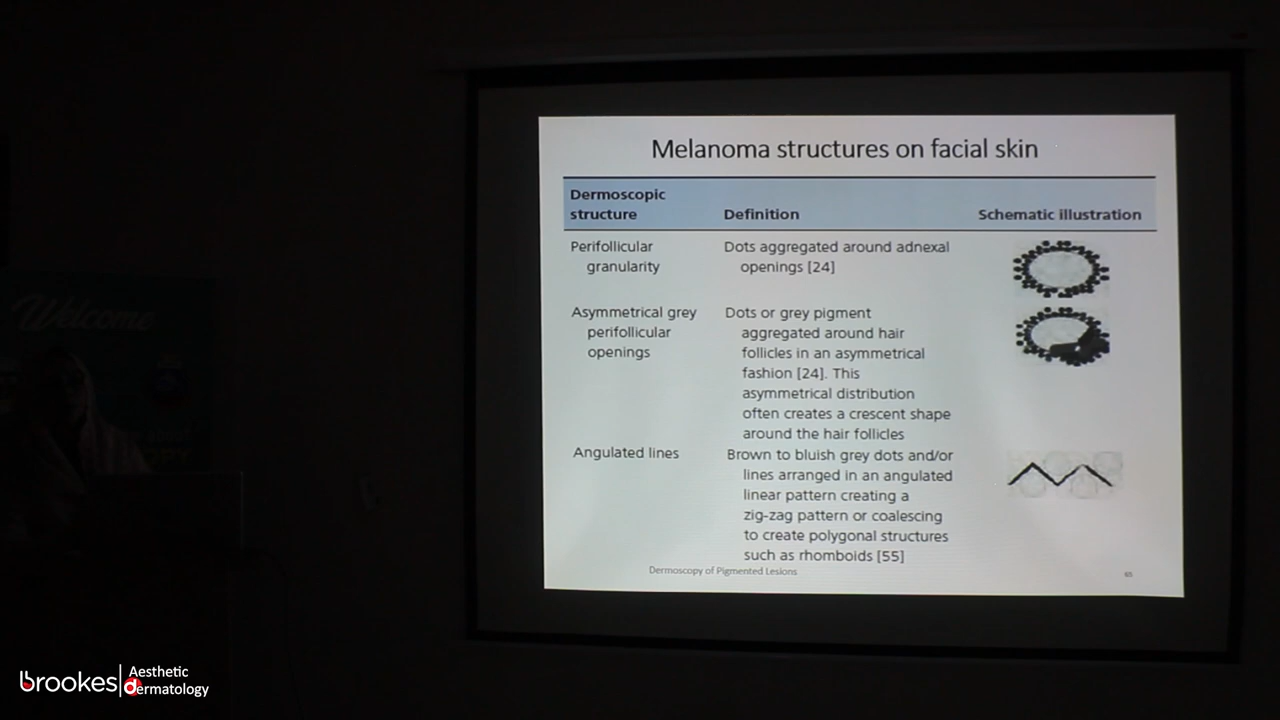 Melanoma structures on facial skin
Dermoscopic
structure
Definition
Schematic illustration
Perifollicular
granularity
Dots aggregated around adnexal
openings [24]
Asymmetrical grey
perifollicular
openings
Dots or grey pigment
aggregated around hair
follicles in an asymmetrical
fashion [24]. This
asymmetrical distribution
often creates a crescent shape
around the hair follicles
Angulated lines
Brown to bluish grey dots and/or
lines arranged in an angulated
linear pattern creating a
zig-zag pattern or coalescing
to create polygonal structures
such as rhomboids [55]
Dermoscopy of Pigmented Lesions
65
Welcome
brookes
Aesthetic
dermatology